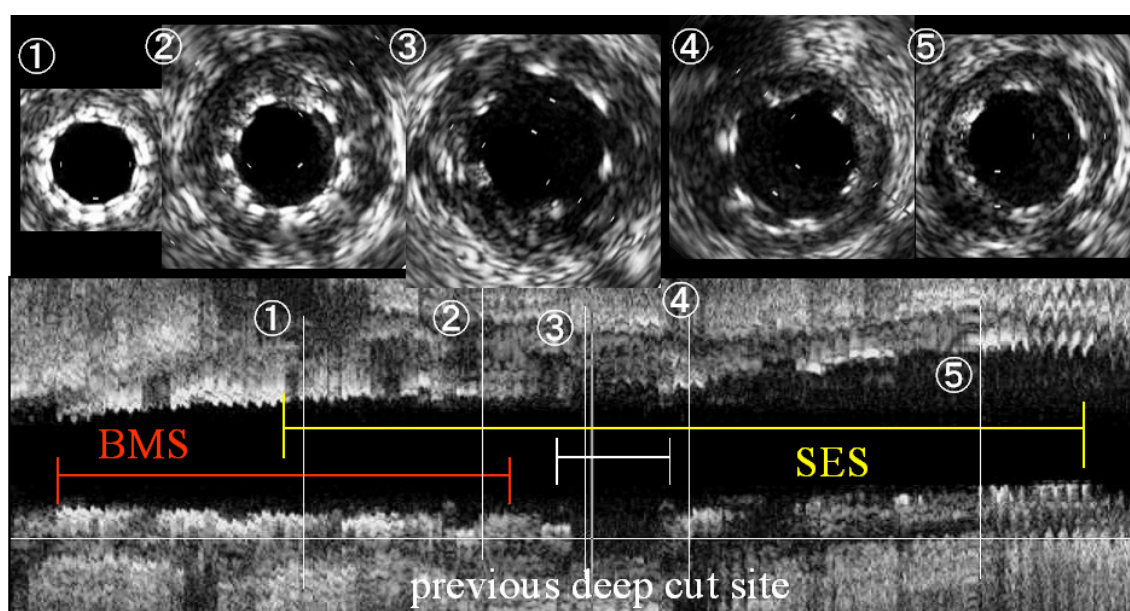 ① ② ③ ④ ⑤
① ② ③ ④ ⑤
BMS
SES
previous deep cut site